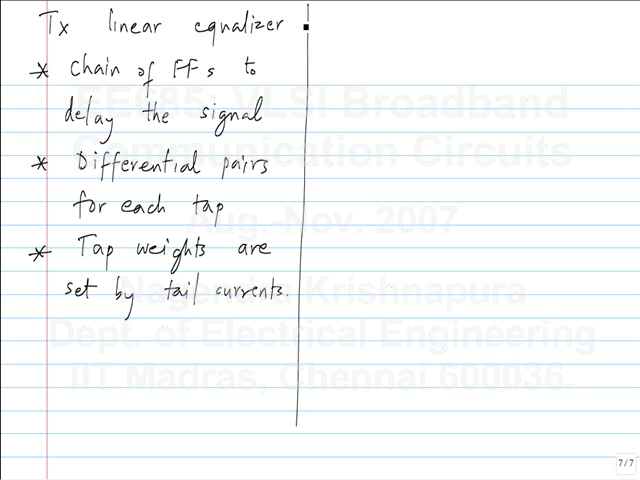 Tx linear equalizer
* Chain of FFs to
delay the signal
* Differential pairs
for each tap
* Tap weights are
set by tail currents.
EE685: VLSI Broadband
Communication Circuits
Aug.-Nov. 2007
Nagendra Krishnapura
Dept. of Electrical Engineering
IIT Madras, Chennai 600036.
7/7